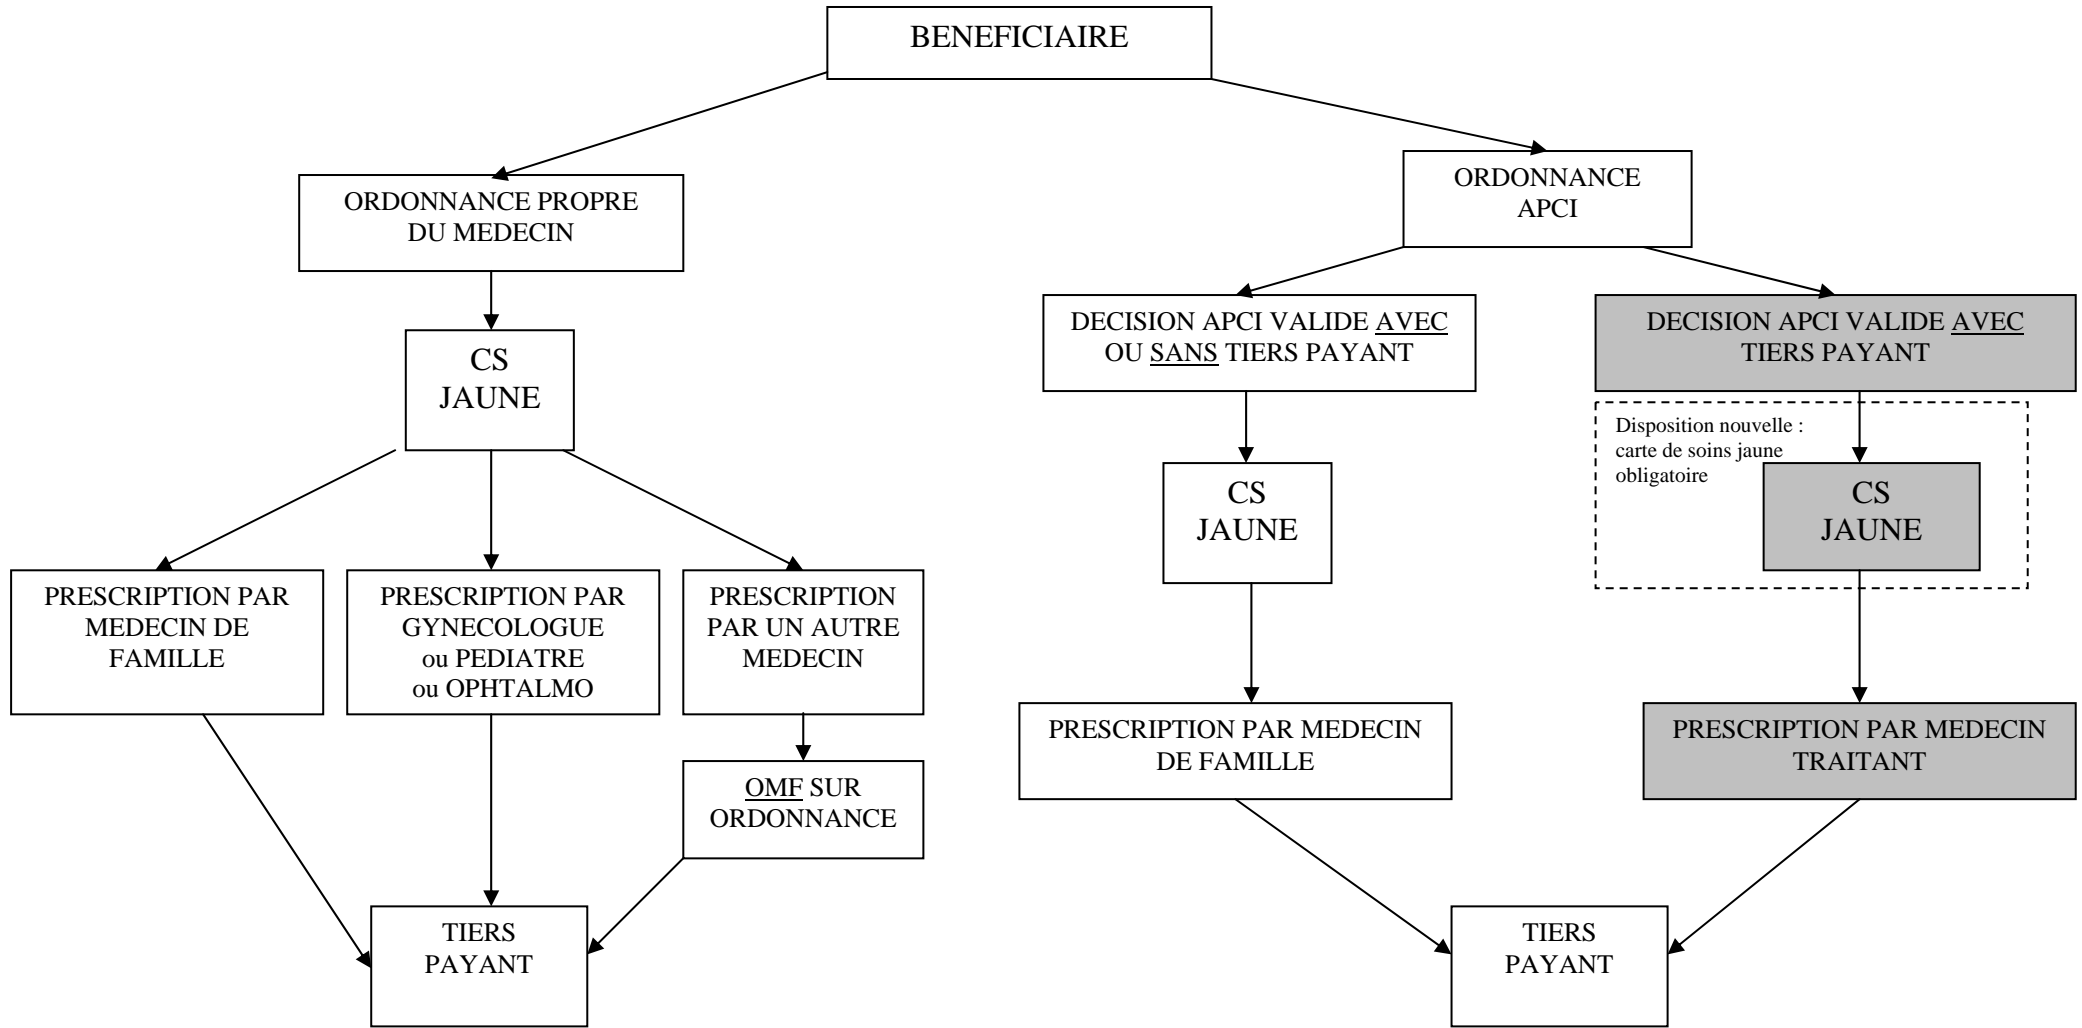 BENEFICIAIRE
ORDONNANCE PROPRE
DU MEDECIN
ORDONNANCE
APCI
CS
JAUNE
DECISION APCI VALIDE AVEC
OU SANS TIERS PAYANT
DECISION APCI VALIDE AVEC
TIERS PAYANT
Disposition nouvelle :
carte de soins jaune
obligatoire
CS
JAUNE
CS
JAUNE
PRESCRIPTION PAR
MEDECIN DE
FAMILLE
PRESCRIPTION PAR
GYNECOLOGUE
ou PEDIATRE
ou OPHTALMO
PRESCRIPTION
PAR UN AUTRE
MEDECIN
OMF SUR
ORDONNANCE
PRESCRIPTION PAR MEDECIN
DE FAMILLE
PRESCRIPTION PAR MEDECIN
TRAITANT
TIERS
PAYANT
TIERS
PAYANT